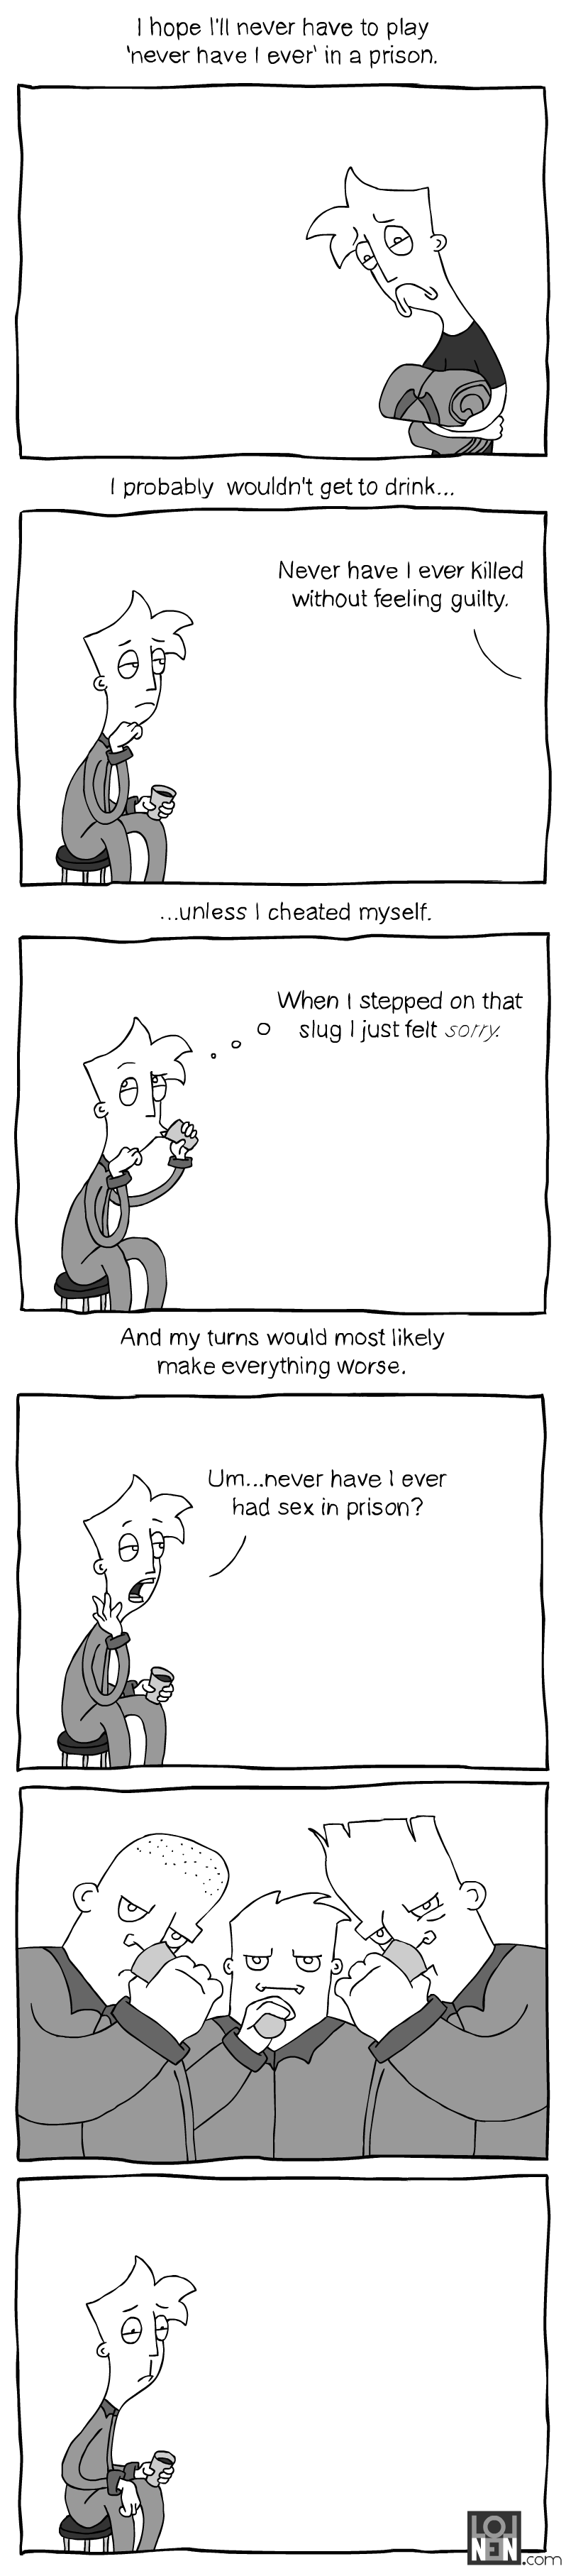 I hope I'll never have to play
'never have I ever' in a prison.
I probably wouldn't get to drink...
Never have I ever killed
without feeling guilty.
...unless I cheated myself.
When I stepped on that
slug I just felt sorry.
And my turns would most likely
make everything worse.
Um...never have I ever
had sex in prison?
LOL
NEIN
.com